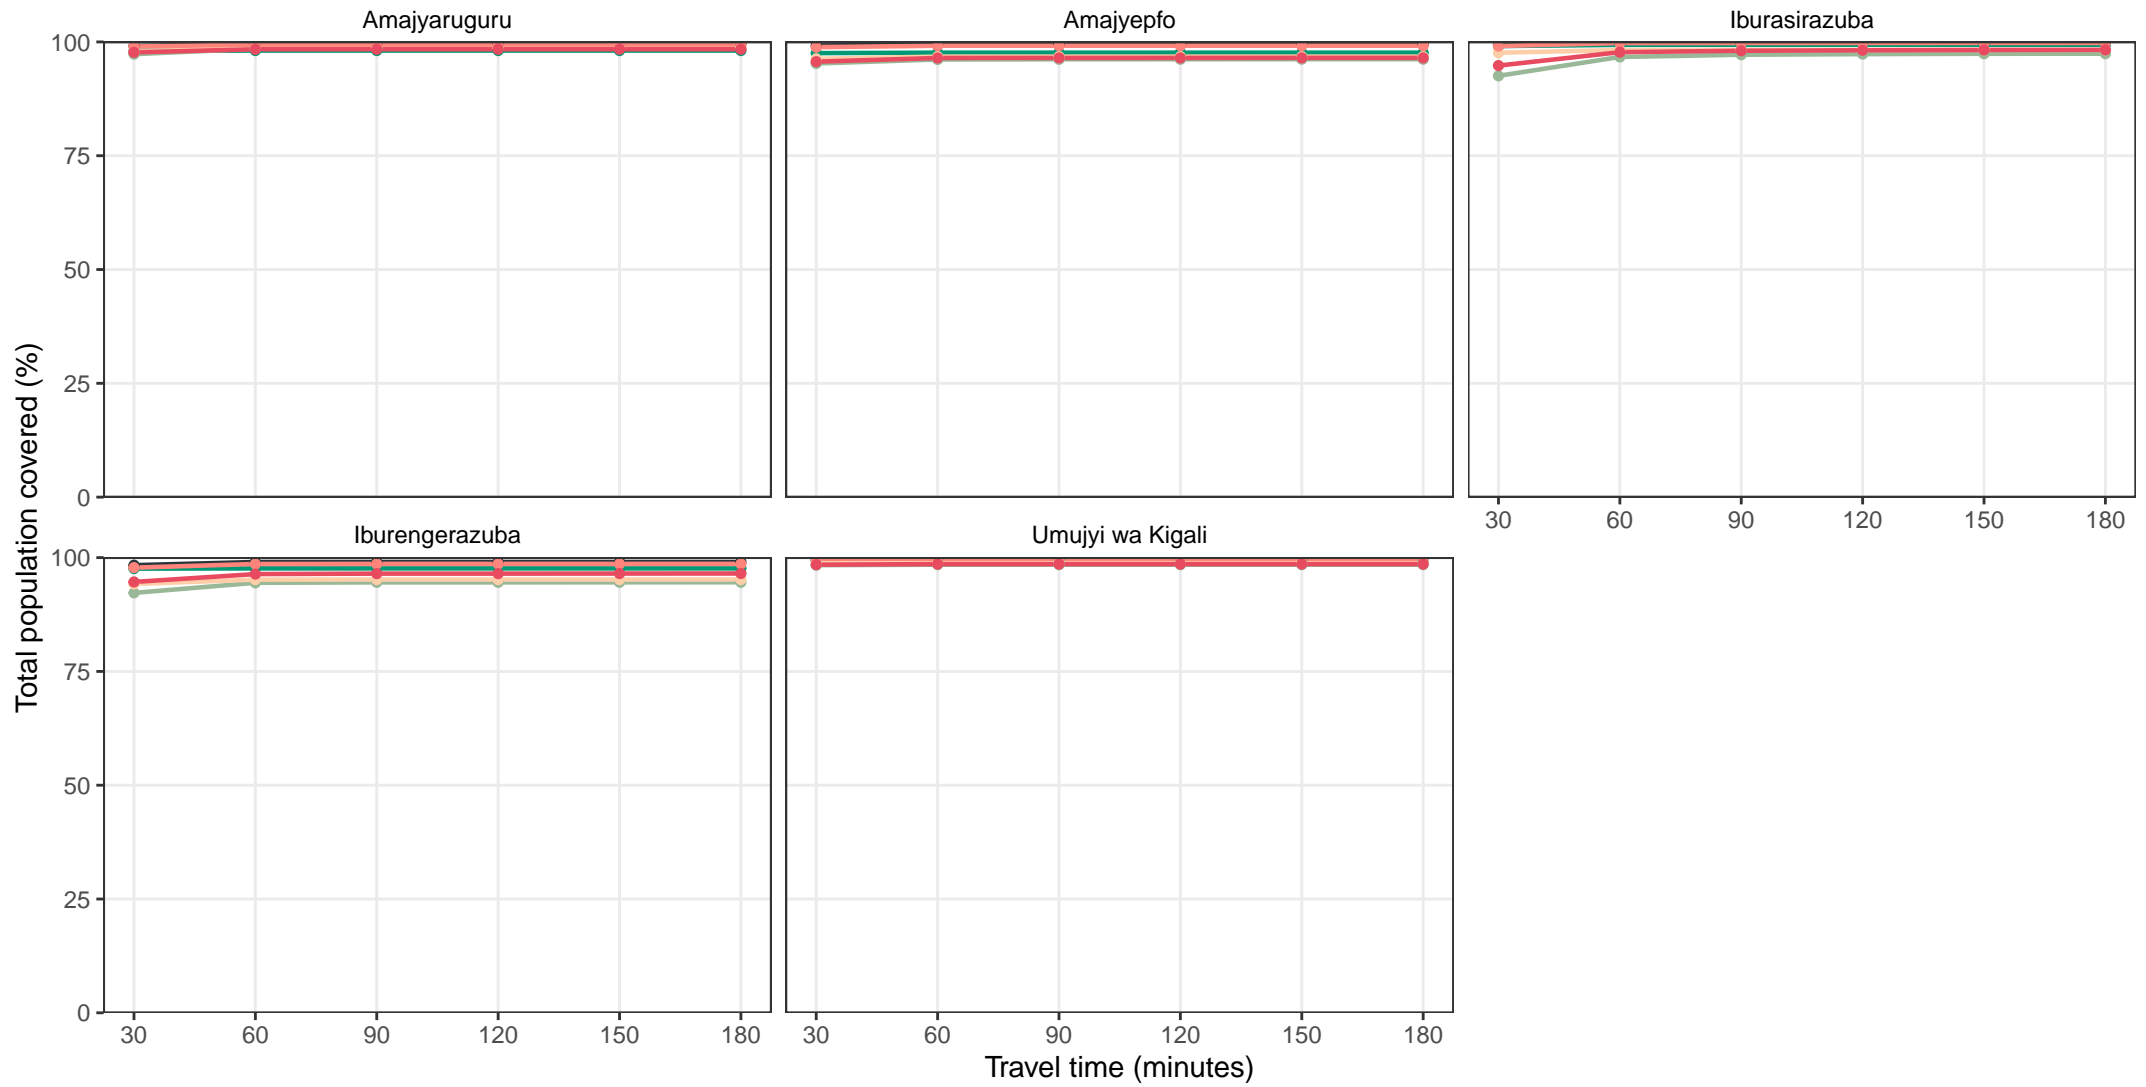 Amajyaruguru
Amajyepfo
Iburasirazuba
100
75
50
25
0
30 60 90 120 150 180
Iburengerazuba
Umujyi wa Kigali
100
75
50
25
0
30 60 90 120 150 180
30 60 90 120 150 180
Travel time (minutes)
Total population covered (%)